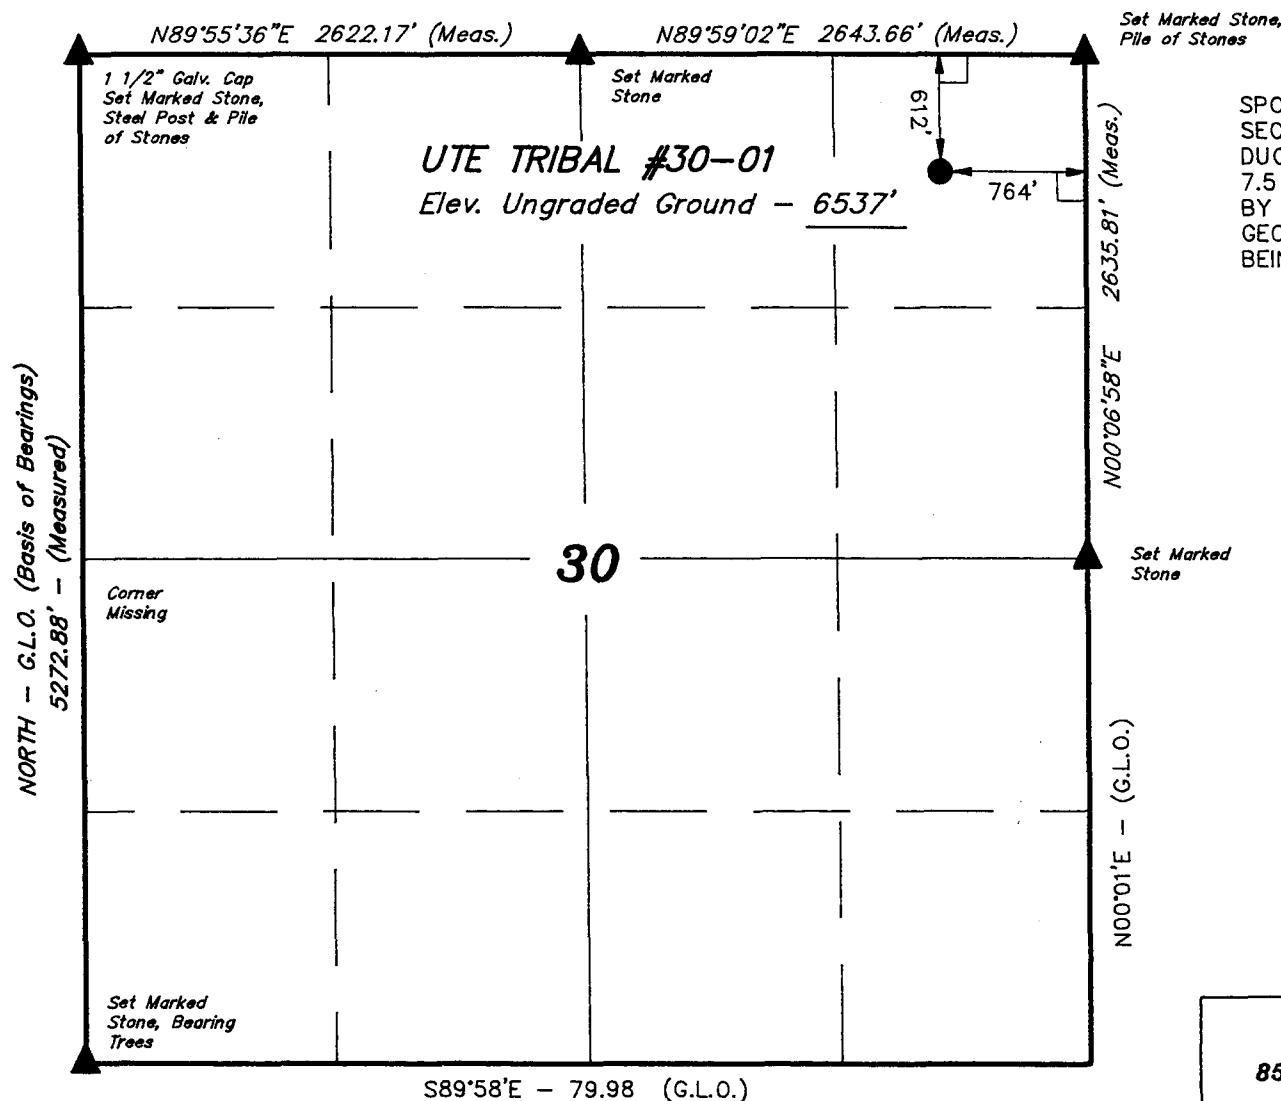 N89°55'36"E 2622.17' (Meas.)
N89°59'02"E 2643.66' (Meas.)
Set Marked Stone,
Pile of Stones
1 1/2" Galv. Cap
Set Marked Stone,
Steel Post & Pile
of Stones
Set Marked
Stone
612'
764'
UTE TRIBAL #30-01
Elev. Ungraded Ground - 6537'
N00°06'58"E 2635.81' (Meas.)
7.5
BY
NORTH - G.L.O. (Basis of Bearings)
5272.88' - (Measured)
30
Corner
Missing
Set Marked
Stone
N00°01'E - (G.L.O.)
Set Marked
Stone, Bearing
Trees
S89°58'E - 79.98 (G.L.O.)